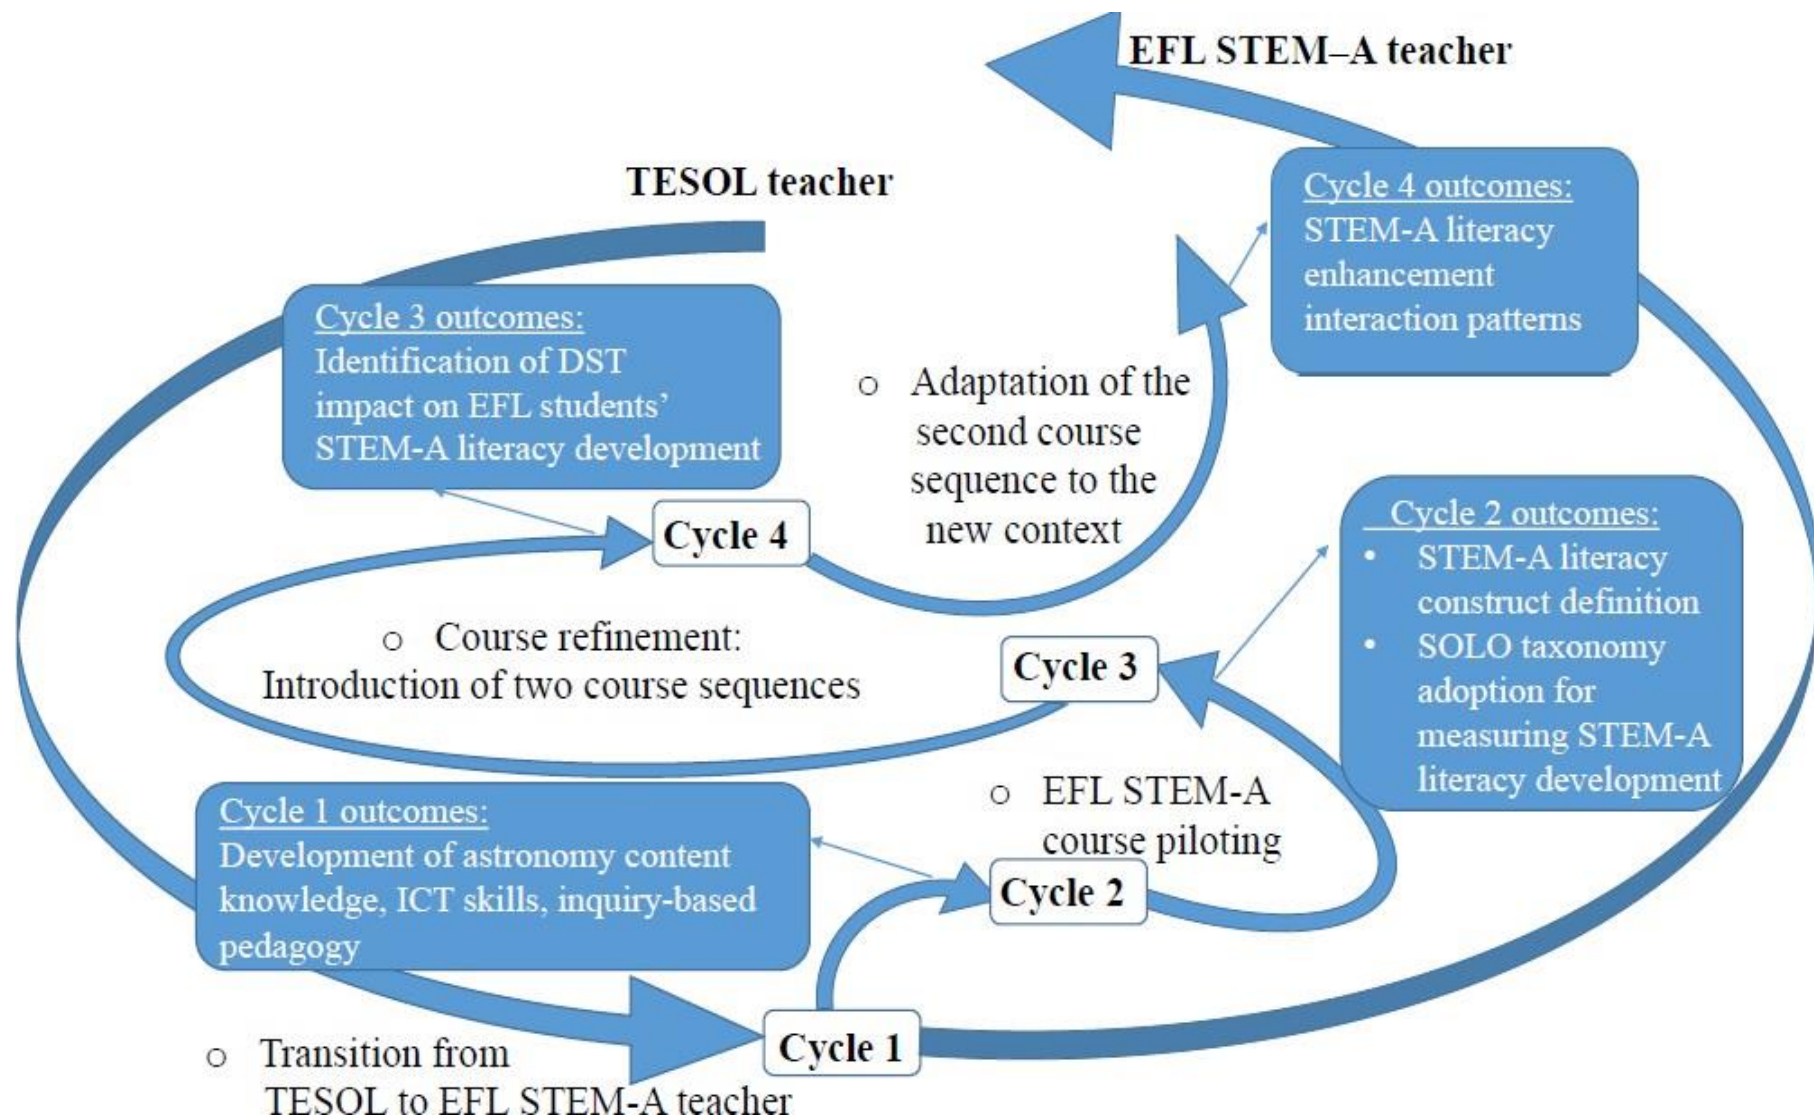 EFL STEM–A teacher
TESOL teacher
Cycle 4 outcomes:
STEM-A literacy
enhancement
interaction patterns
Cycle 3 outcomes:
Identification of DST
impact on EFL students’
STEM-A literacy development
○ Adaptation of the
second course
sequence to the
new context
Cycle 4
Cycle 2 outcomes:
• STEM-A literacy
construct definition
• SOLO taxonomy
adoption for
measuring STEM-A
literacy development
○ Course refinement:
Introduction of two course sequences
Cycle 3
○ EFL STEM-A
course piloting
Cycle 1 outcomes:
Development of astronomy content
knowledge, ICT skills, inquiry-based
pedagogy
Cycle 2
Cycle 1
○ Transition from
TESOL to EFL STEM-A teacher